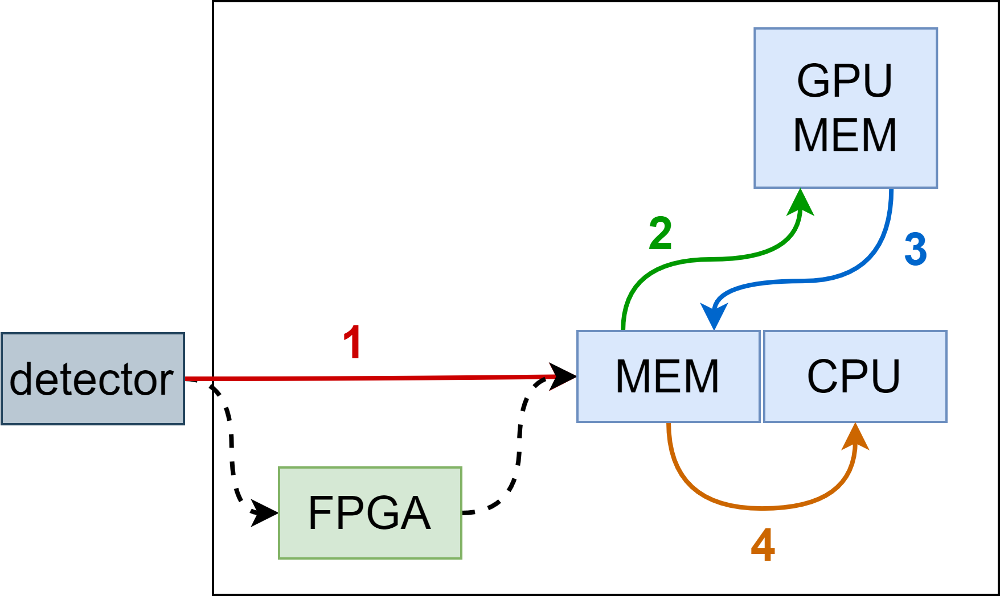 GPU
MEM
2
3
1
detector
MEM
CPU
FPGA
4